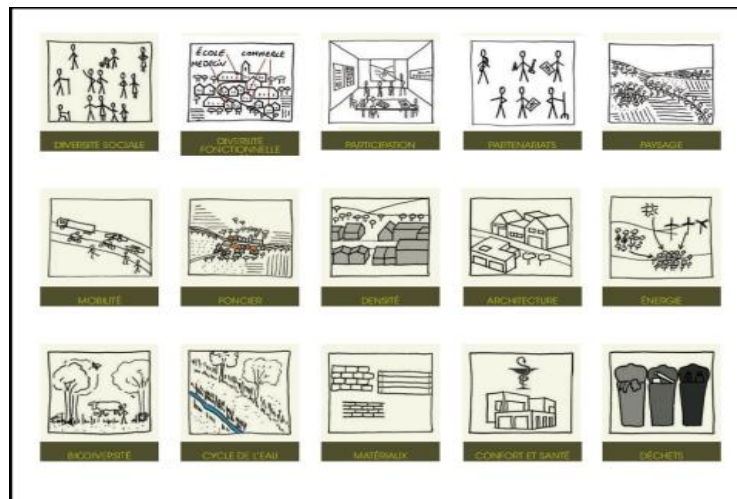 ÉCOLE COMMERCE
MEDECIN
DIVERSITÉ SOCIALE
DIVERSITÉ
FONCTIONNELLE
PARTICIPATION
PARTENARIATS
PAYSAGE
MOBILITÉ
FONCIER
DENSITÉ
ARCHITECTURE
ÉNERGIE
BIODIVERSITÉ
CYCLE DE L'EAU
MATÉRIAUX
CONFORT ET SANTÉ
DÉCHETS